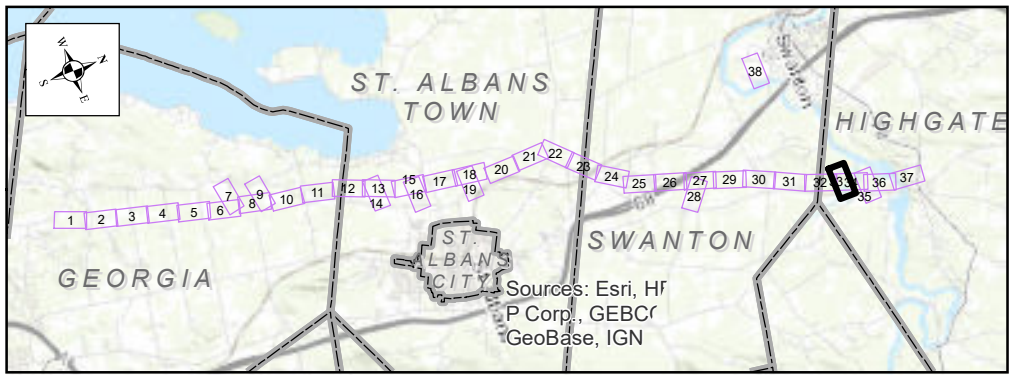 W
N
S
E
ST. ALBANS
TOWN
38
Swanton
HIGHGATE
21
22
23
20
24
18
17
19
15
16
13
14
12
11
10
9
8
7
6
5
4
3
2
1
25
26
27
28
29
30
31
32
33
34
35
36
37
GEORGIA
ST.
ALBANS
CITY
SWANTON
Sources: Esri, HE
P Corp., GEBCO
GeoBase, IGN